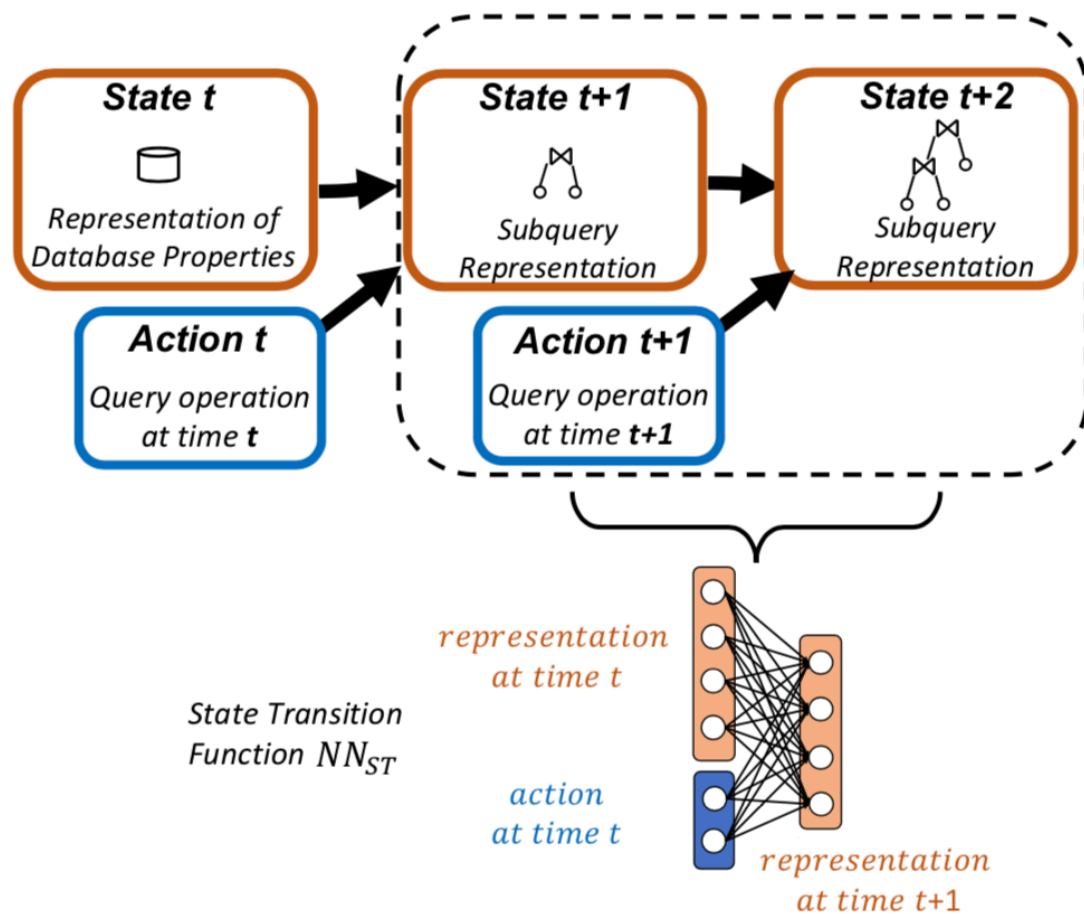 State t
Representation of
Database Properties
State t+1
Subquery
Representation
State t+2
Subquery
Representation
Action t
Query operation
at time t
Action t+1
Query operation
at time t+1
representation
at time t
State Transition
Function NN_ST
action
at time t
representation
at time t+1